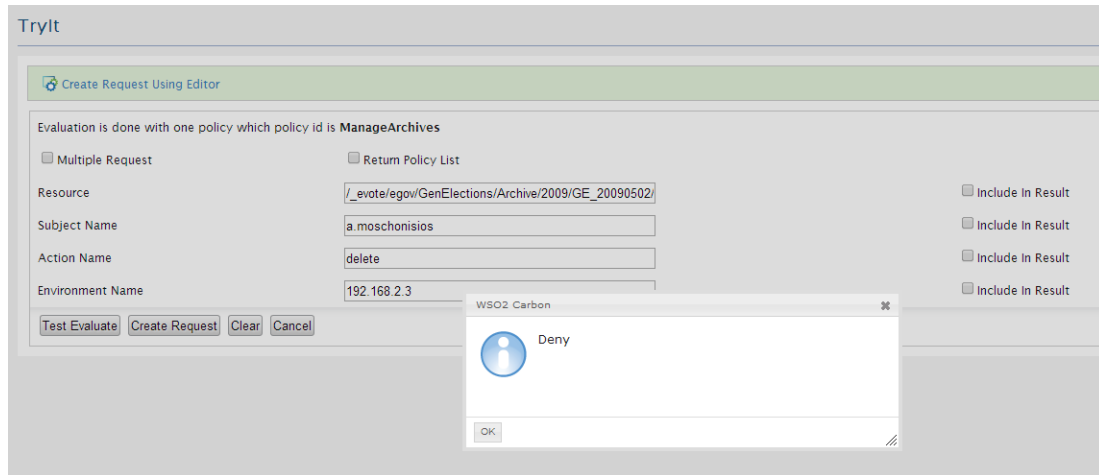 TryIt
Create Request Using Editor
Evaluation is done with one policy which policy id is ManageArchives
Multiple Request Return Policy List
Resource /_evote/egov/GenElections/Archive/2009/GE_20090502/ Include In Result
Subject Name a.moschonisios Include In Result
Action Name delete Include In Result
Environment Name 192.168.2.3 Include In Result
Test Evaluate Create Request Clear Cancel
WSO2 Carbon
Deny
OK